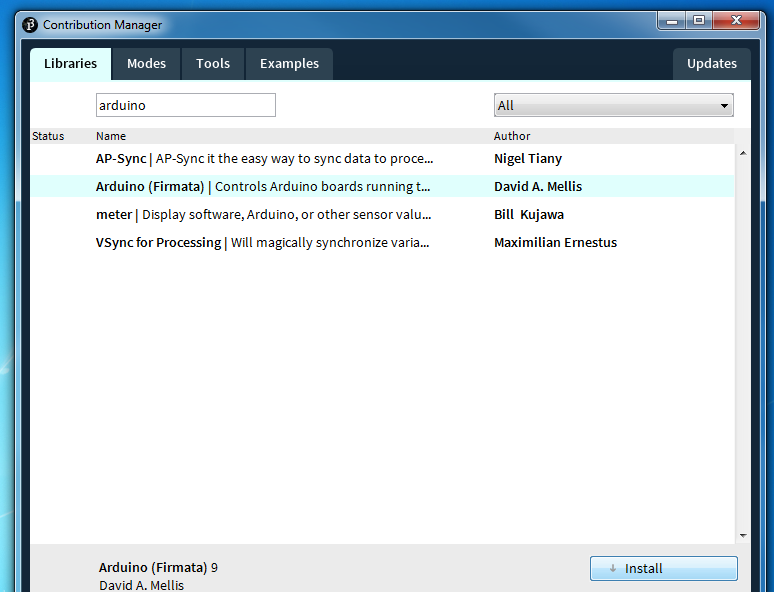 Contribution Manager
Libraries Modes Tools Examples Updates
arduino All
Status Name Author
AP-Sync | AP-Sync it the easy way to sync data to proce... Nigel Tiany
Arduino (Firmata) | Controls Arduino boards running t... David A. Mellis
meter | Display software, Arduino, or other sensor valu... Bill Kujawa
VSync for Processing | Will magically synchronize varia... Maximilian Ernestus
Arduino (Firmata) 9 Install
David A. Mellis